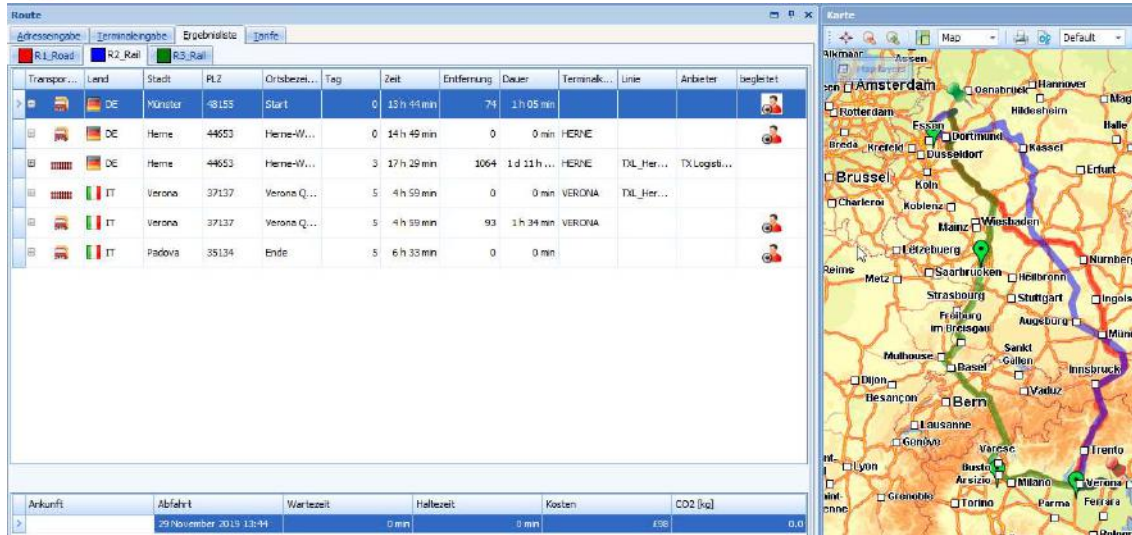 Route
Adresseingabe Terminaleingabe Ergebnisliste Tarife
R1_Road R2_Rail R3_Rail
Transpor... Land Stadt PLZ Ortsbezei... Tag Zeit Entfernung Dauer Terminalk... Linie Anbieter begleitet
DE Münster 48155 Start 0 13 h 44 min 74 1 h 05 min
DE Herne 44653 Herne-W... 0 14 h 49 min 0 0 min HERNE
DE Herne 44653 Herne-W... 3 17 h 29 min 1064 1 d 11 h ... HERNE TXL_Her... TX Logisti...
IT Verona 37137 Verona Q... 5 4 h 59 min 0 0 min VERONA TXL_Her...
IT Verona 37137 Verona Q... 5 4 h 59 min 93 1 h 34 min VERONA
IT Padova 35134 Ende 5 6 h 33 min 0 0 min
Ankunft Abfahrt Wartezeit Haltezeit Kosten CO2 [kg]
29 November 2019 13:44 0 min 0 min £98 0.0
Karte
Map Default
Alkmaar Assen
Amsterdam Osnabrück Hannover
Rotterdam Hildesheim Mag
Essen Dortmund Halle
Breda Krefeld Düsseldorf Kassel
Brussel Erfurt
Köln
Charleroi Koblenz
Mainz Wiesbaden
Lëtzebuerg Nürnberg
Reims Metz Saarbrücken Heilbronn
Strasbourg Stuttgart Ingols
Freiburg im Breisgau Augsburg Mün
Mulhouse Sankt Gallen
Basel Innsbruck
Dijon Vaduz
Besançon Bern
Lausanne
Genève Varese Trento
Lyon Busto Arsizio Milano Verona
Grenoble Torino Parma Ferrara